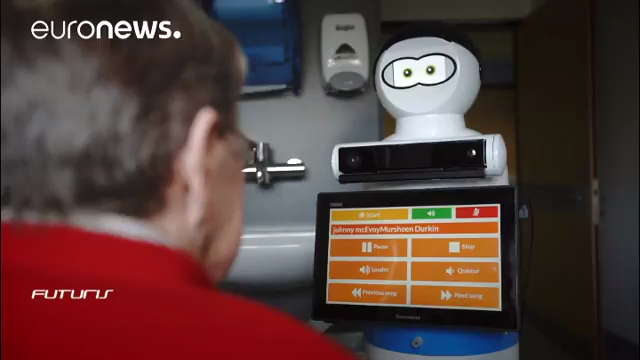 euronews.
Start
johnny mcEvoyMursheen Durkin
Pause
Stop
Louder
Quieter
Previous song
Next song
FUTURIS